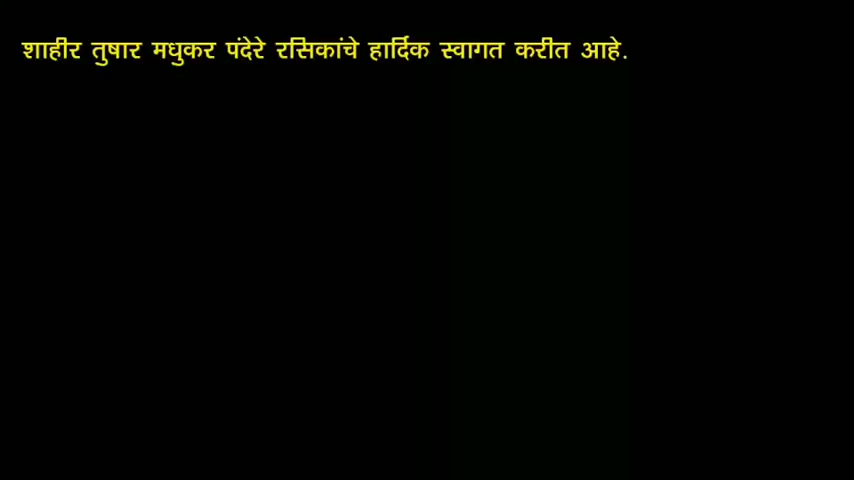 शाहीर तुषार मधुकर पंदेरे रसिकांचे हार्दिक स्वागत करीत आहे.